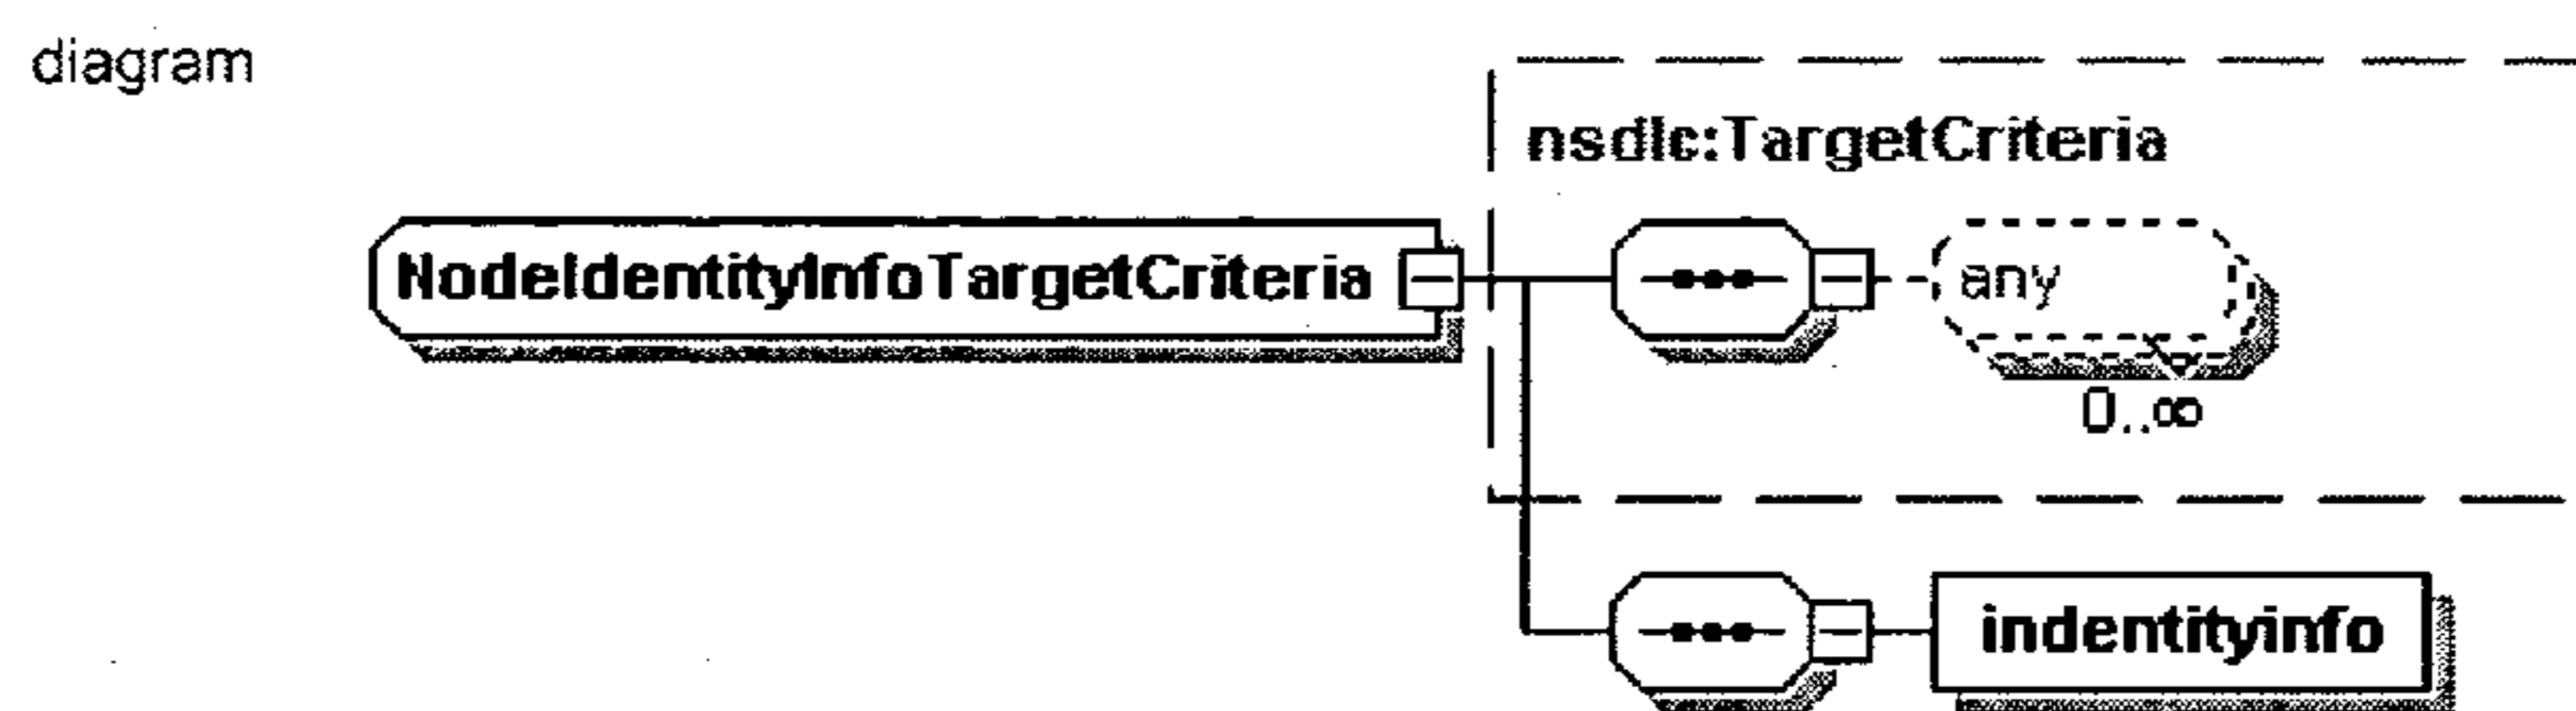 diagram
nsdlc:TargetCriteria
NodeIdentityInfoTargetCriteria
any
0..∞
indentityinfo